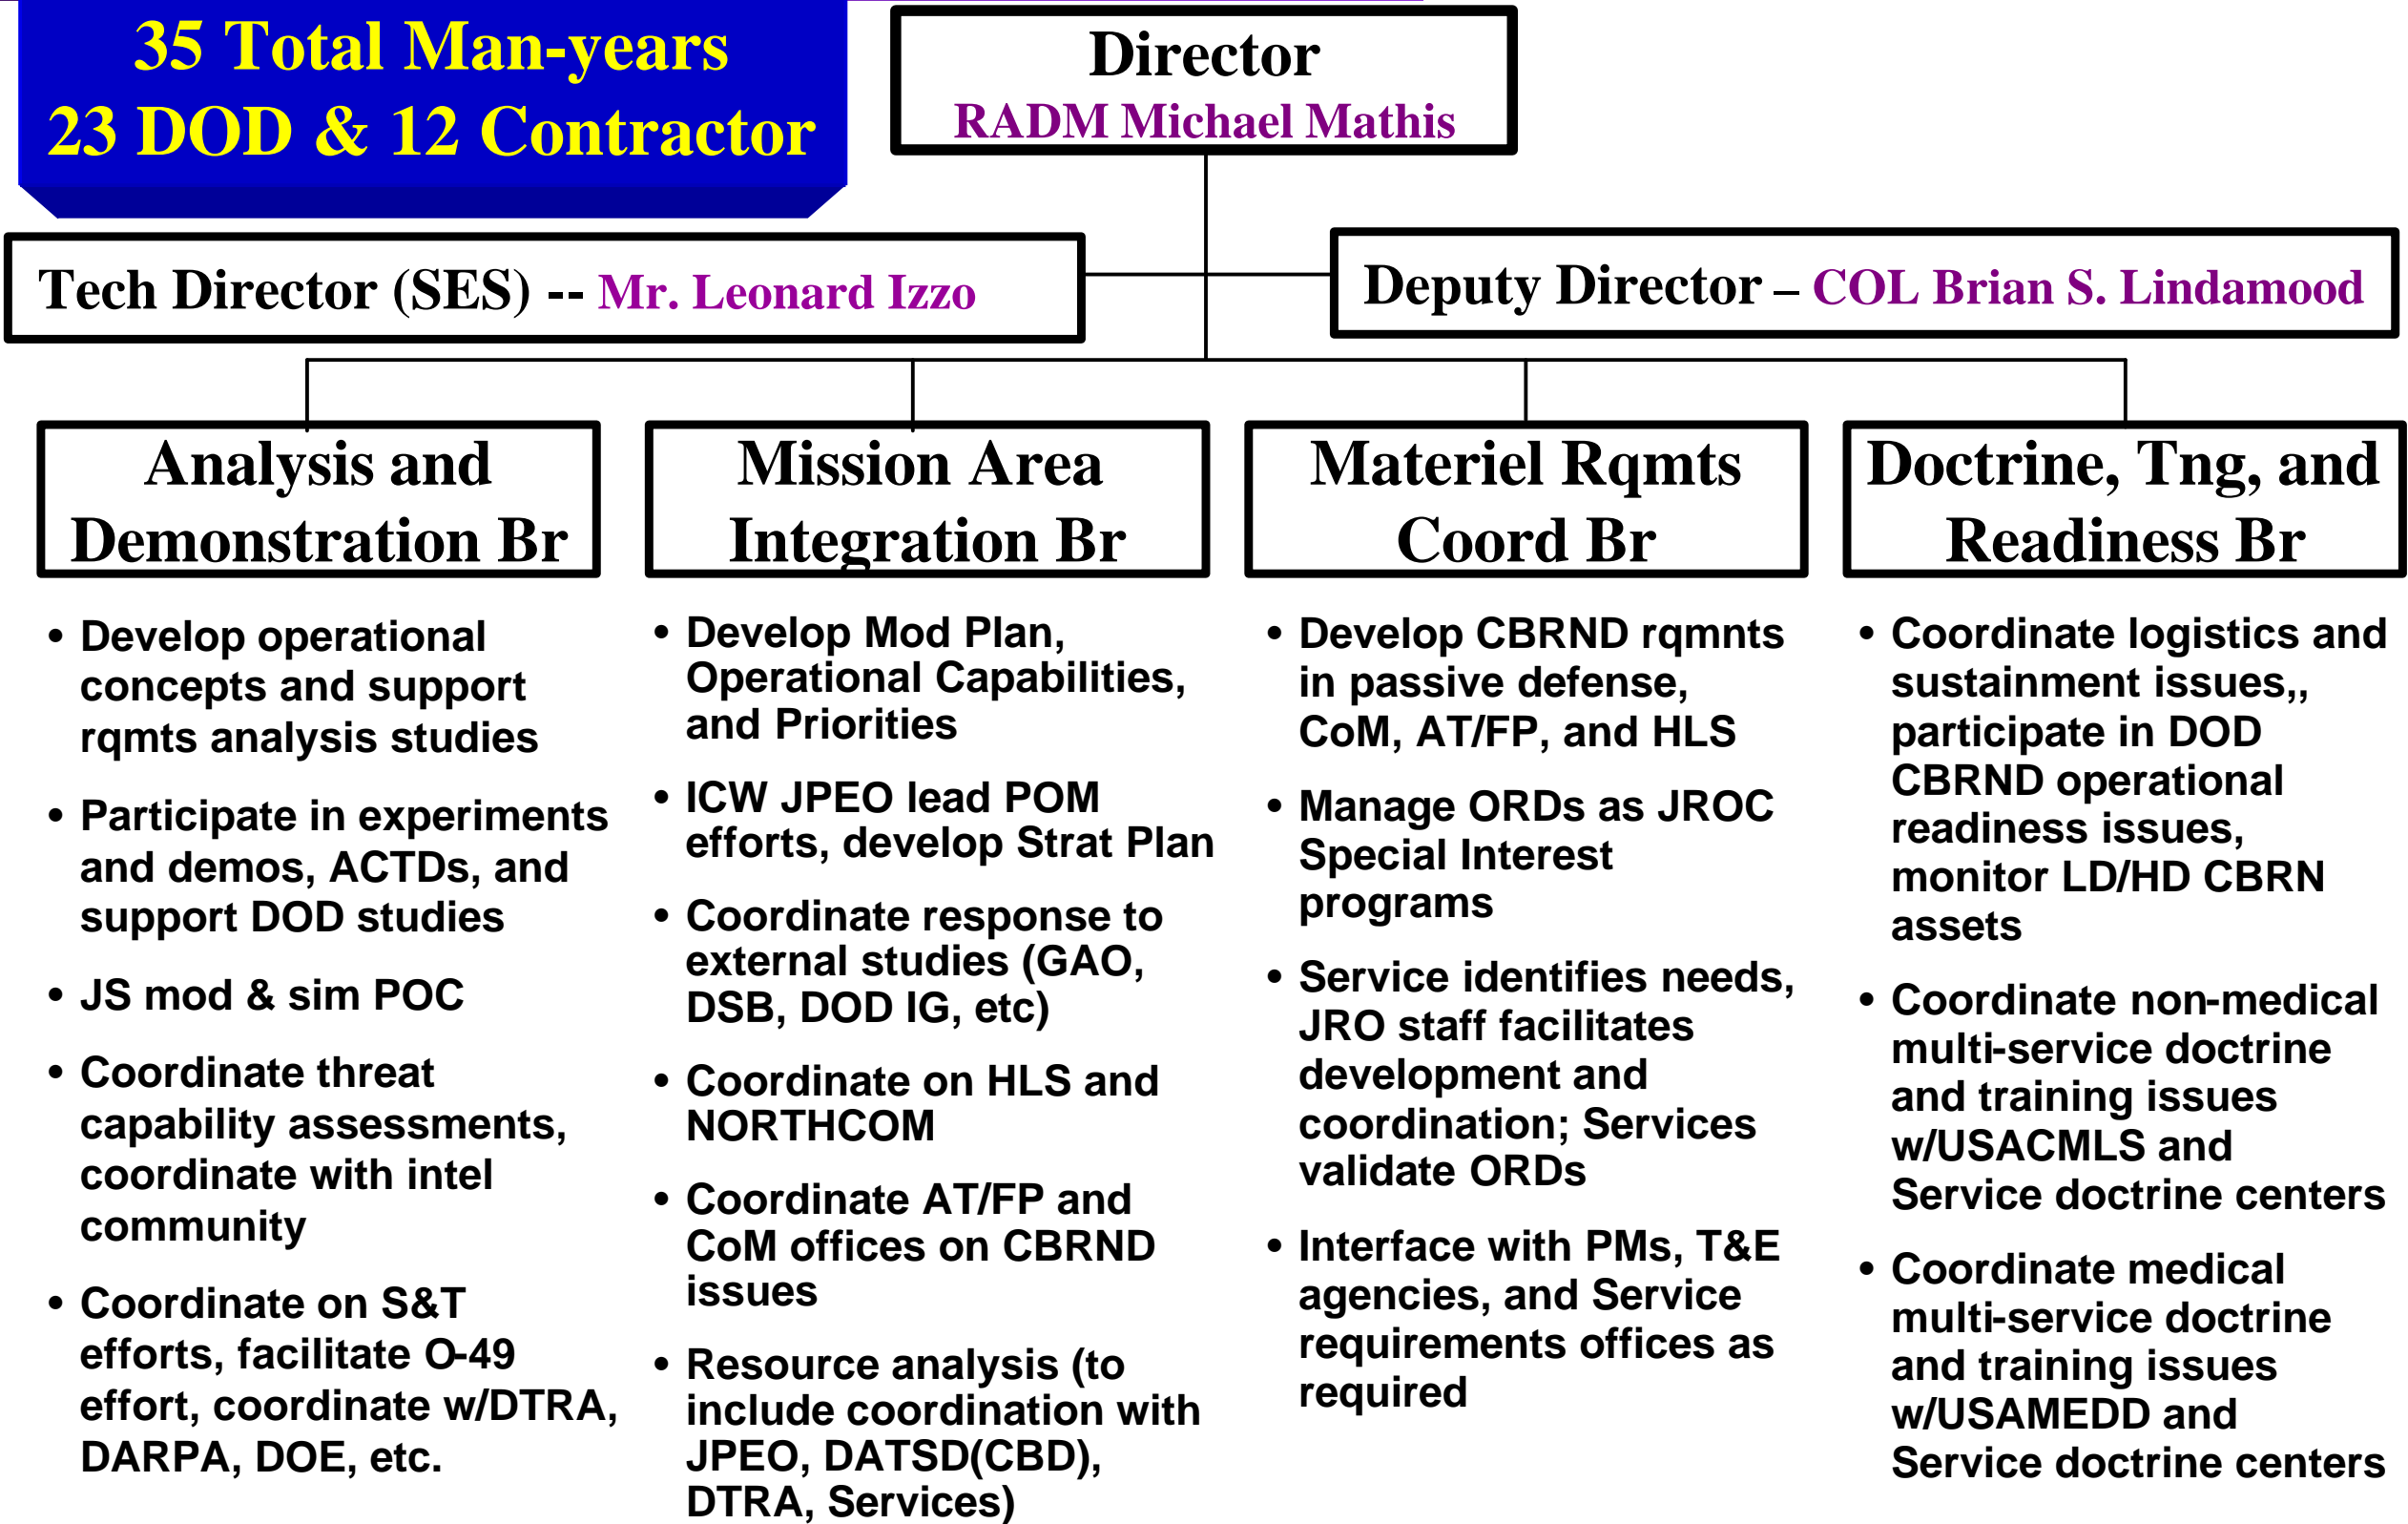 35 Total Man-years
23 DOD & 12 Contractor
Director
RADM Michael Mathis
Tech Director (SES) -- Mr. Leonard Izzo
Deputy Director – COL Brian S. Lindamood
Analysis and
Demonstration Br
• Develop operational
concepts and support
rqmts analysis studies
• Participate in experiments
and demos, ACTDs, and
support DOD studies
• JS mod & sim POC
• Coordinate threat
capability assessments,
coordinate with intel
community
• Coordinate on S&T
efforts, facilitate O-49
effort, coordinate w/DTRA,
DARPA, DOE, etc.
Mission Area
Integration Br
• Develop Mod Plan,
Operational Capabilities,
and Priorities
• ICW JPEO lead POM
efforts, develop Strat Plan
• Coordinate response to
external studies (GAO,
DSB, DOD IG, etc)
• Coordinate on HLS and
NORTHCOM
• Coordinate AT/FP and
CoM offices on CBRND
issues
• Resource analysis (to
include coordination with
JPEO, DATSD(CBD),
DTRA, Services)
Materiel Rqmts
Coord Br
• Develop CBRND rqmnts
in passive defense,
CoM, AT/FP, and HLS
• Manage ORDs as JROC
Special Interest
programs
• Service identifies needs,
JRO staff facilitates
development and
coordination; Services
validate ORDs
• Interface with PMs, T&E
agencies, and Service
requirements offices as
required
Doctrine, Tng, and
Readiness Br
• Coordinate logistics and
sustainment issues,,
participate in DOD
CBRND operational
readiness issues,
monitor LD/HD CBRN
assets
• Coordinate non-medical
multi-service doctrine
and training issues
w/USACMLS and
Service doctrine centers
• Coordinate medical
multi-service doctrine
and training issues
w/USAMEDD and
Service doctrine centers